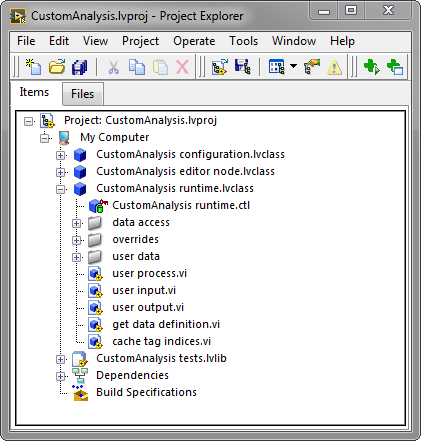 CustomAnalysis.lvproj - Project Explorer
File Edit View Project Operate Tools Window Help
Items Files
Project: CustomAnalysis.lvproj
My Computer
CustomAnalysis configuration.lvclass
CustomAnalysis editor node.lvclass
CustomAnalysis runtime.lvclass
CustomAnalysis runtime.ctl
data access
overrides
user data
user process.vi
user input.vi
user output.vi
get data definition.vi
cache tag indices.vi
CustomAnalysis tests.lvlib
Dependencies
Build Specifications